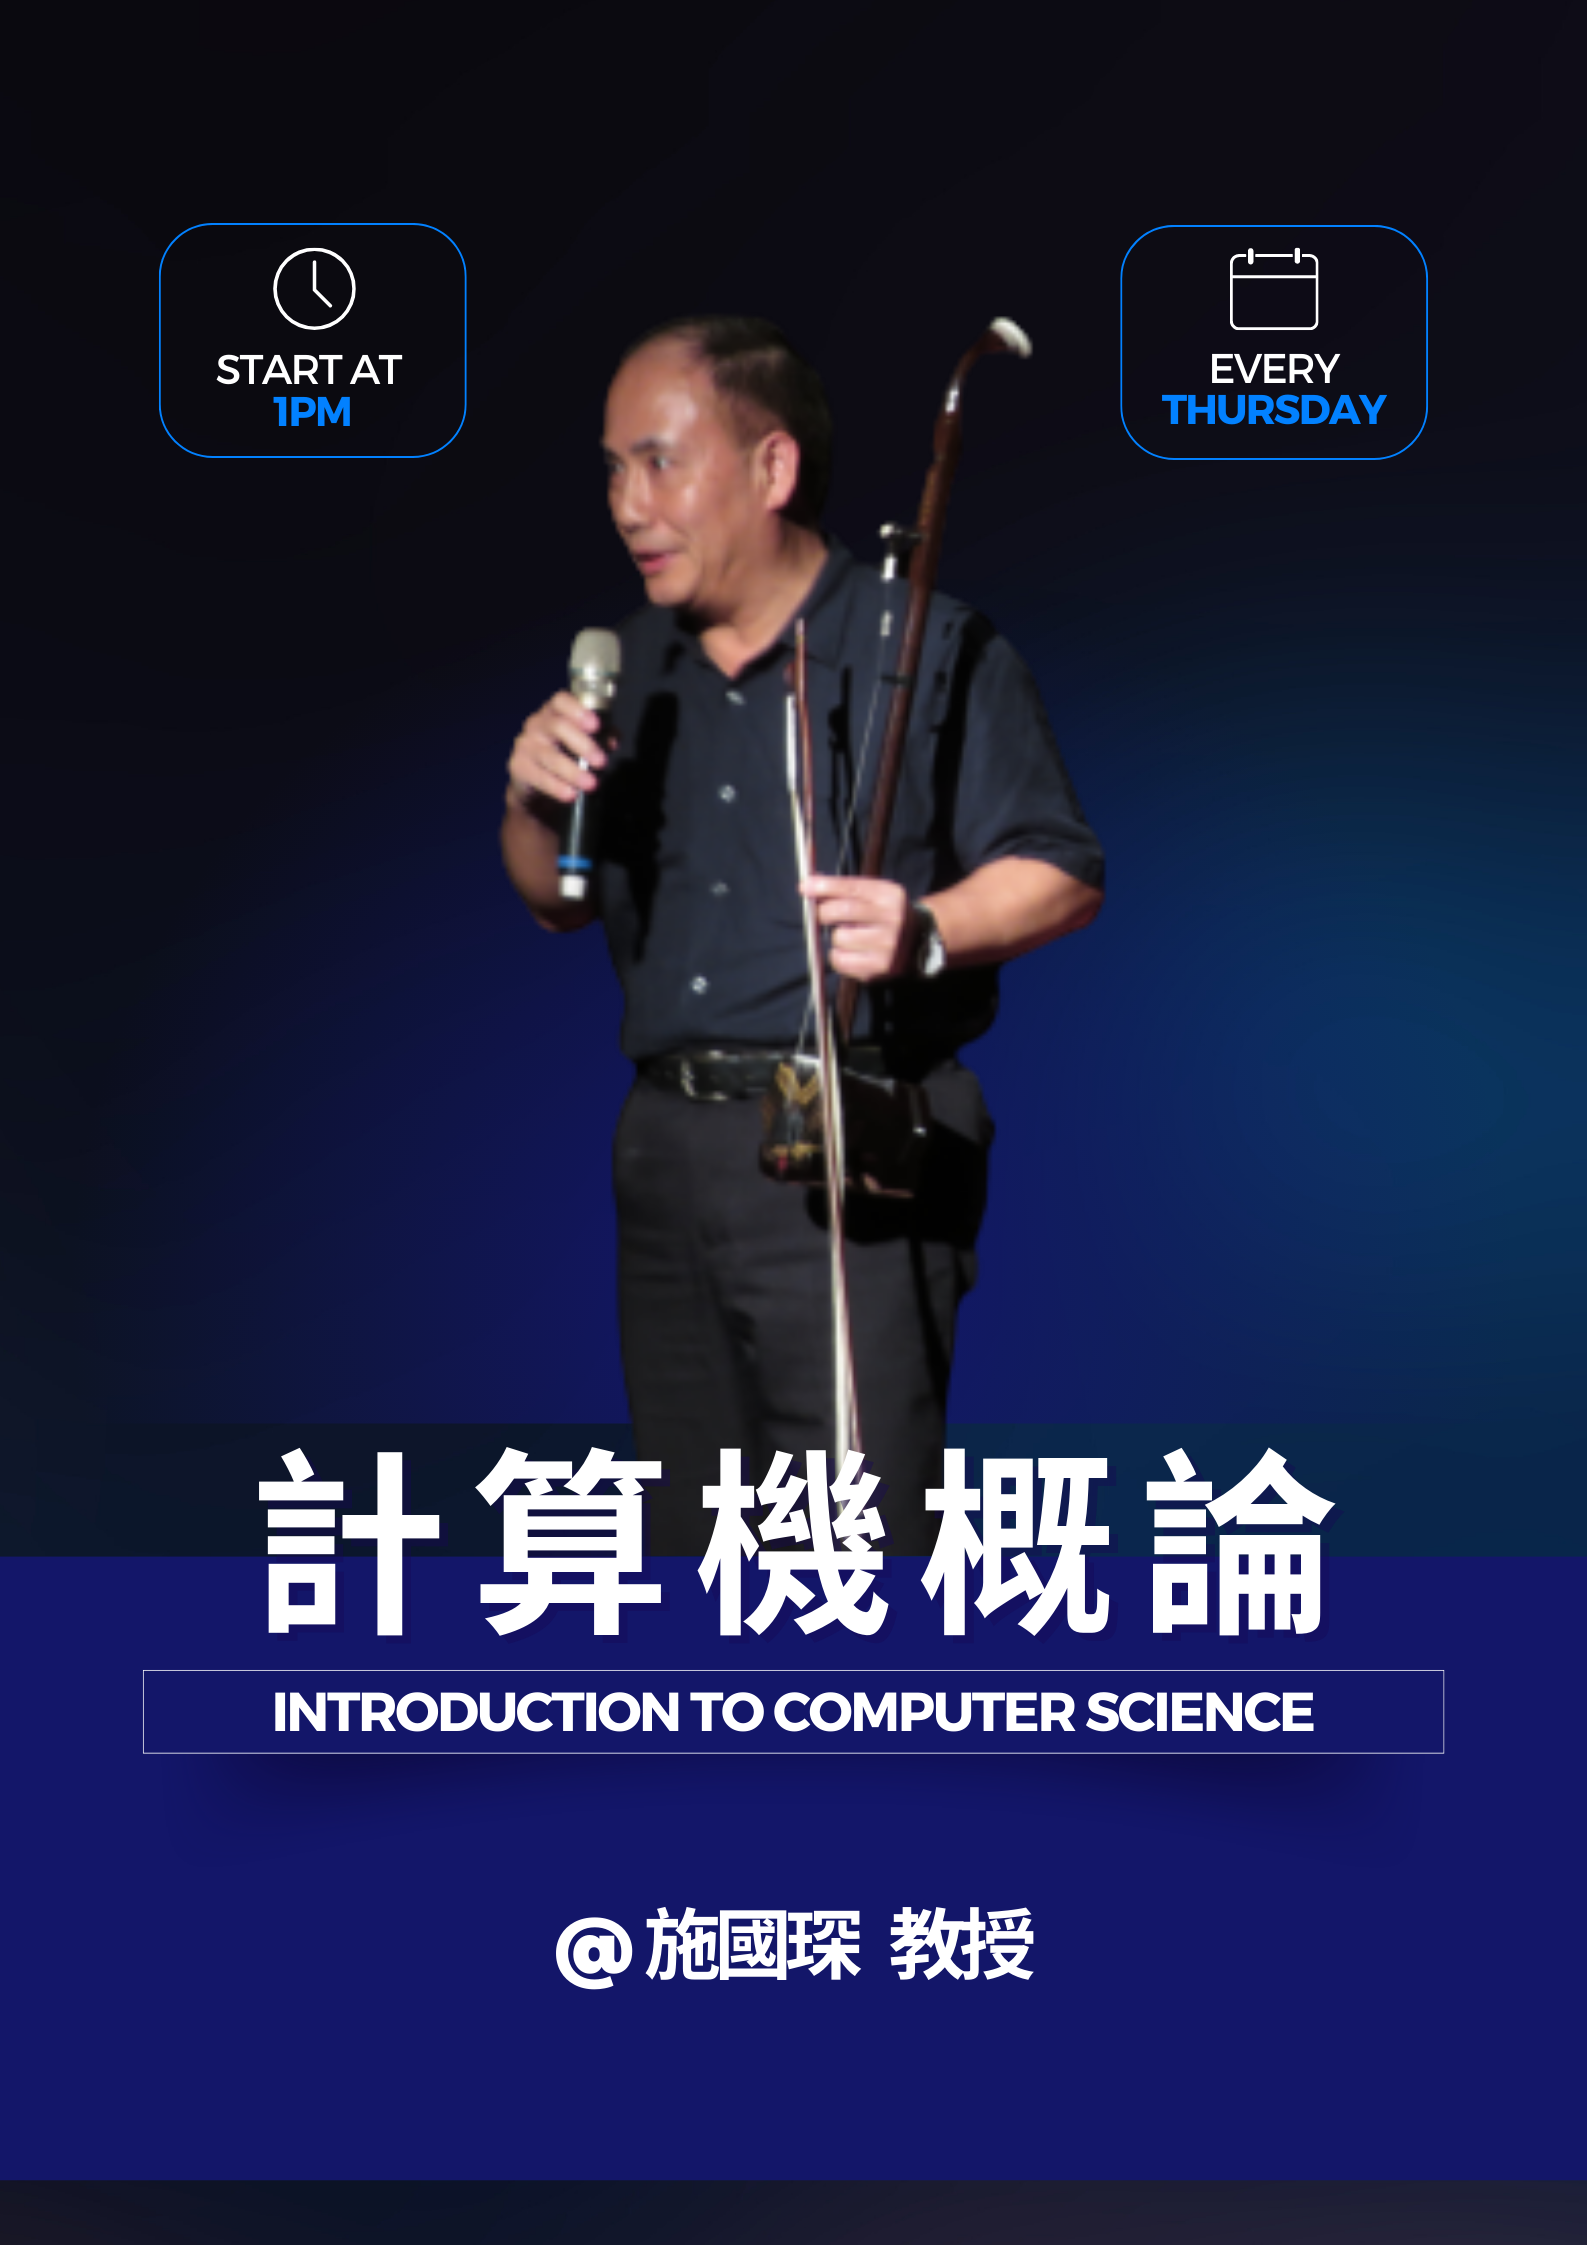 START AT
1PM
EVERY
THURSDAY
計算機概論
INTRODUCTION TO COMPUTER SCIENCE
@施國琛 教授